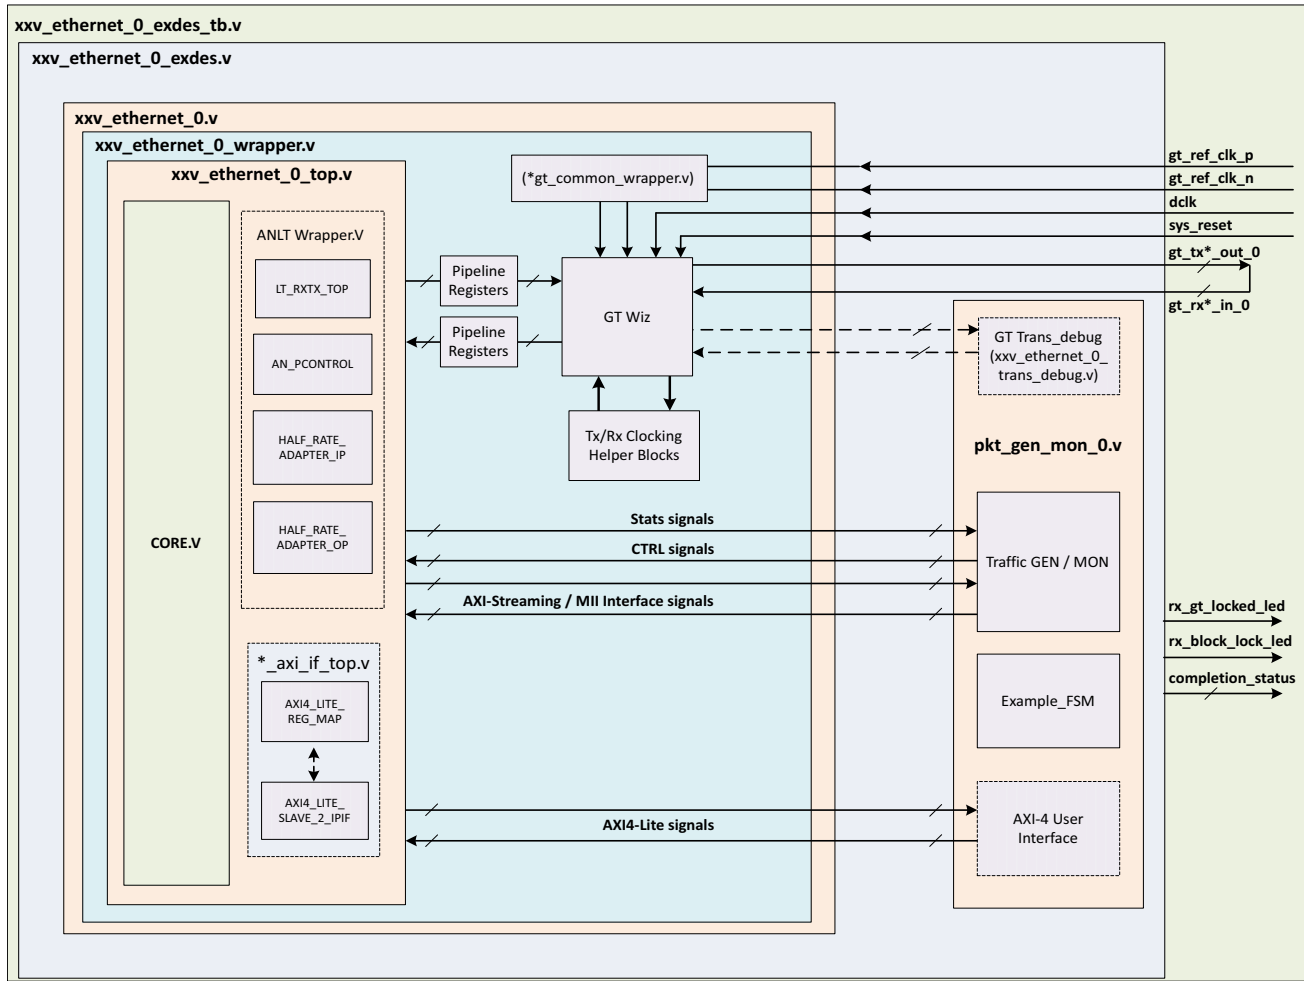 xxv_ethernet_0_exdes_tb.v
xxv_ethernet_0_exdes.v
xxv_ethernet_0.v
xxv_ethernet_0_wrapper.v
xxv_ethernet_0_top.v
CORE.V
ANLT Wrapper.V
LT_RXTX_TOP
AN_PCONTROL
HALF_RATE_
ADAPTER_IP
HALF_RATE_
ADAPTER_OP
*_axi_if_top.v
AXI4_LITE_
REG_MAP
AXI4_LITE_
SLAVE_2_IPIF
Pipeline
Registers
Pipeline
Registers
(*gt_common_wrapper.v)
GT Wiz
Tx/Rx Clocking
Helper Blocks
Stats signals
CTRL signals
AXI-Streaming / MII Interface signals
AXI4-Lite signals
GT Trans_debug
(xxv_ethernet_0_
trans_debug.v)
pkt_gen_mon_0.v
Traffic GEN / MON
Example_FSM
AXI-4 User
Interface
gt_ref_clk_p
gt_ref_clk_n
dclk
sys_reset
gt_tx*_out_0
gt_rx*_in_0
rx_gt_locked_led
rx_block_lock_led
completion_status